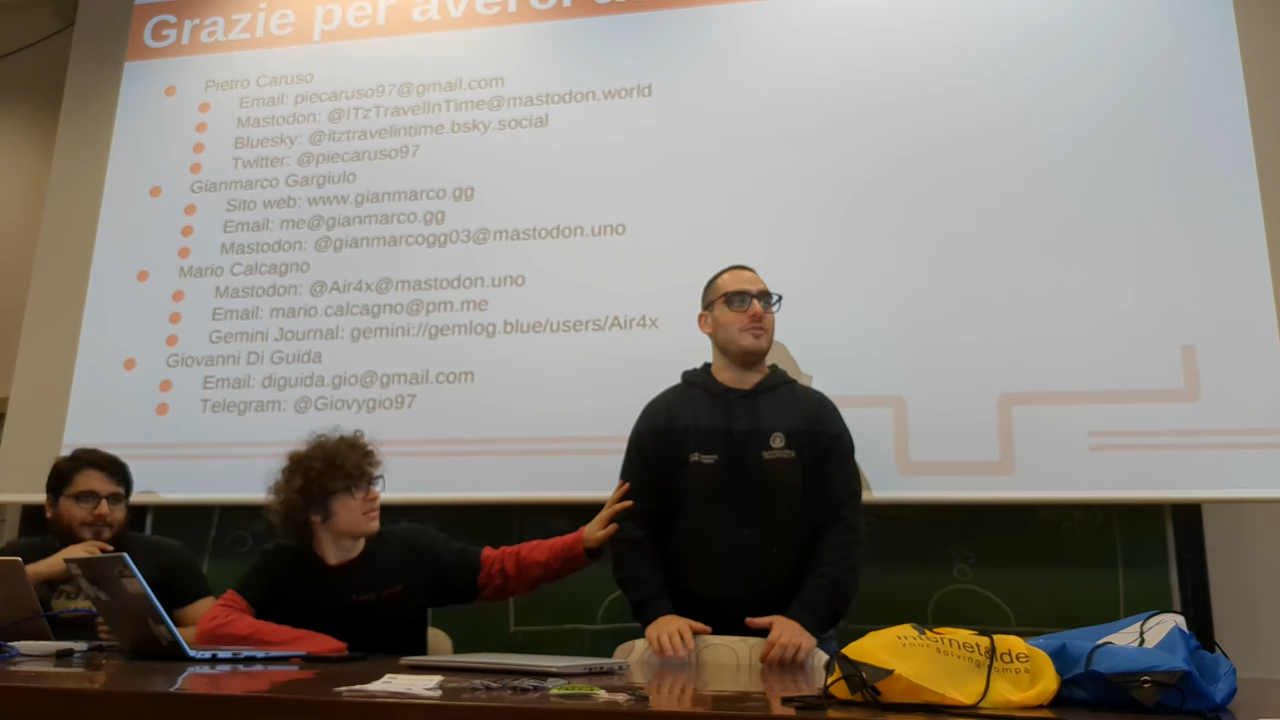 Grazie per averci
Pietro Caruso
Email: piecaruso97@gmail.com
Mastodon: @ITzTravelInTime@mastodon.world
Bluesky: @itztravelintime.bsky.social
Twitter: @piecaruso97
Gianmarco Gargiulo
Sito web: www.gianmarco.gg
Email: me@gianmarco.gg
Mastodon: @gianmarcogg03@mastodon.uno
Mario Calcagno
Mastodon: @Air4x@mastodon.uno
Email: mario.calcagno@pm.me
Gemini Journal: gemini://gemlog.blue/users/Air4x
Giovanni Di Guida
Email: diguida.gio@gmail.com
Telegram: @Giovygio97
your solving